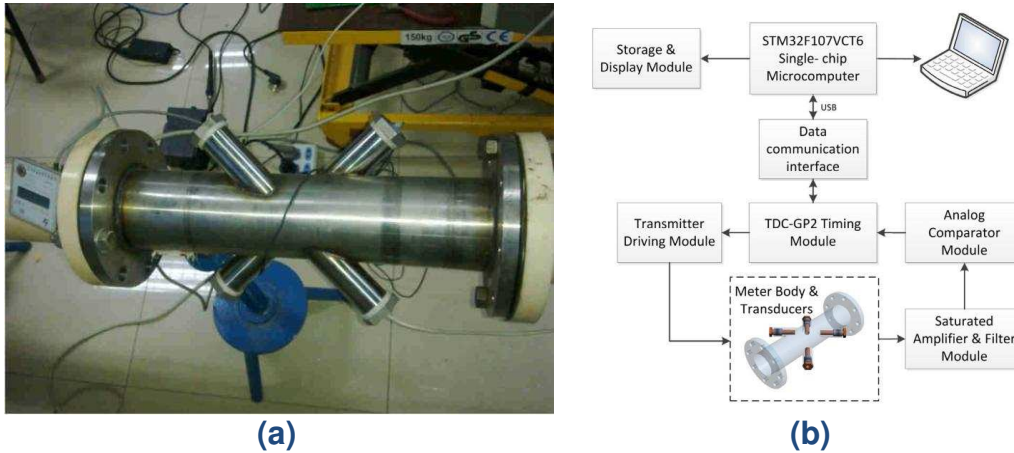 150kg
STM32F107VCT6
Single- chip
Microcomputer
Storage &
Display Module
USB
Data
communication
interface
Transmitter
Driving Module
TDC-GP2 Timing
Module
Analog
Comparator
Module
Meter Body &
Transducers
Saturated
Amplifier & Filter
Module
(a)
(b)